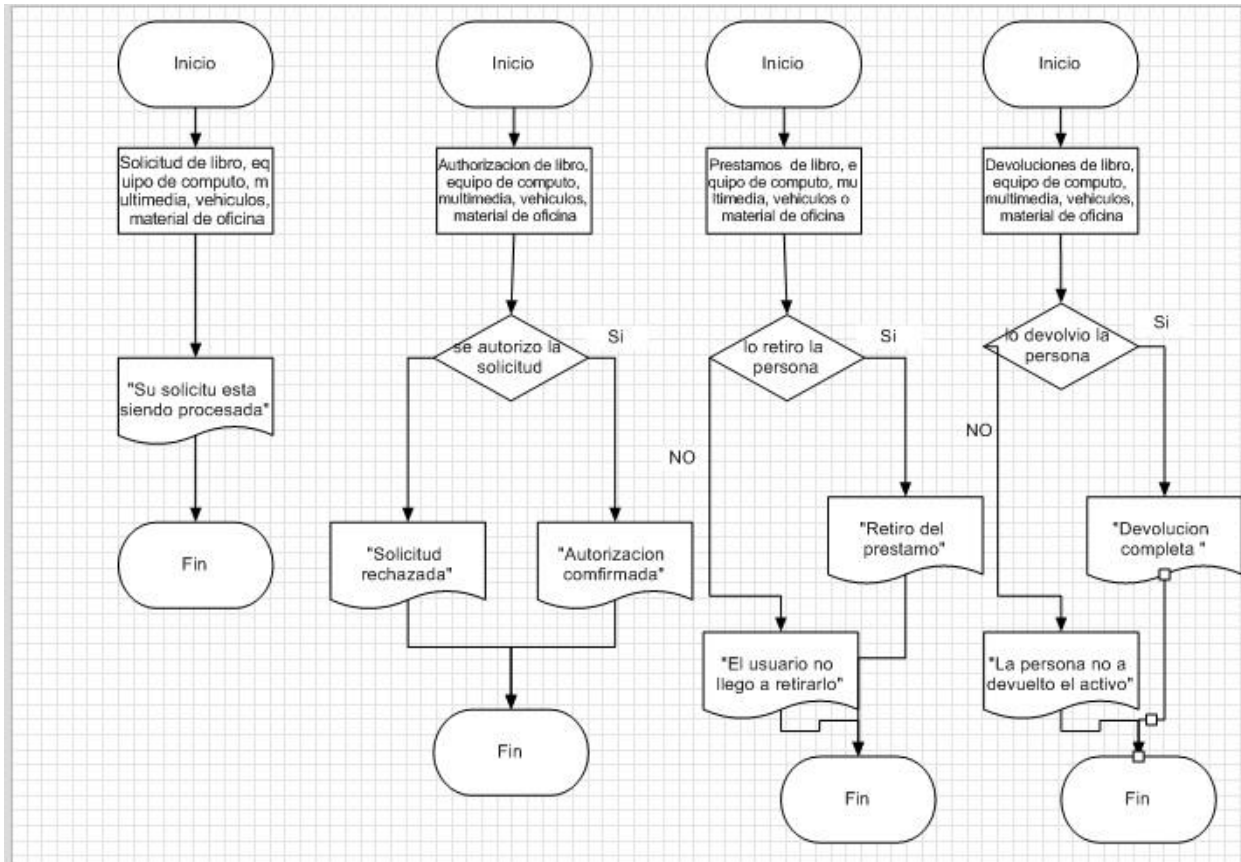 Inicio
Solicitud de libro, eq
uipo de computo, m
ultimedia, vehiculos,
material de oficina
"Su solicitu esta
siendo procesada"
Fin
Inicio
Authorizacion de libro,
equipo de computo,
multimedia, vehiculos,
material de oficina
se autorizo la
solicitud
Si
"Solicitud
rechazada"
"Autorizacion
comfirmada"
Fin
Inicio
Prestamos de libro, e
quipo de computo, mu
ltimedia, vehiculos o
material de oficina
lo retiro la
persona
Si
NO
"Retiro del
prestamo"
"El usuario no
llego a retirarlo"
Fin
Inicio
Devoluciones de libro,
equipo de computo,
multimedia, vehiculos,
material de oficina
lo devolvio la
persona
Si
NO
"Devolucion
completa "
"La persona no a
devuelto el activo"
Fin